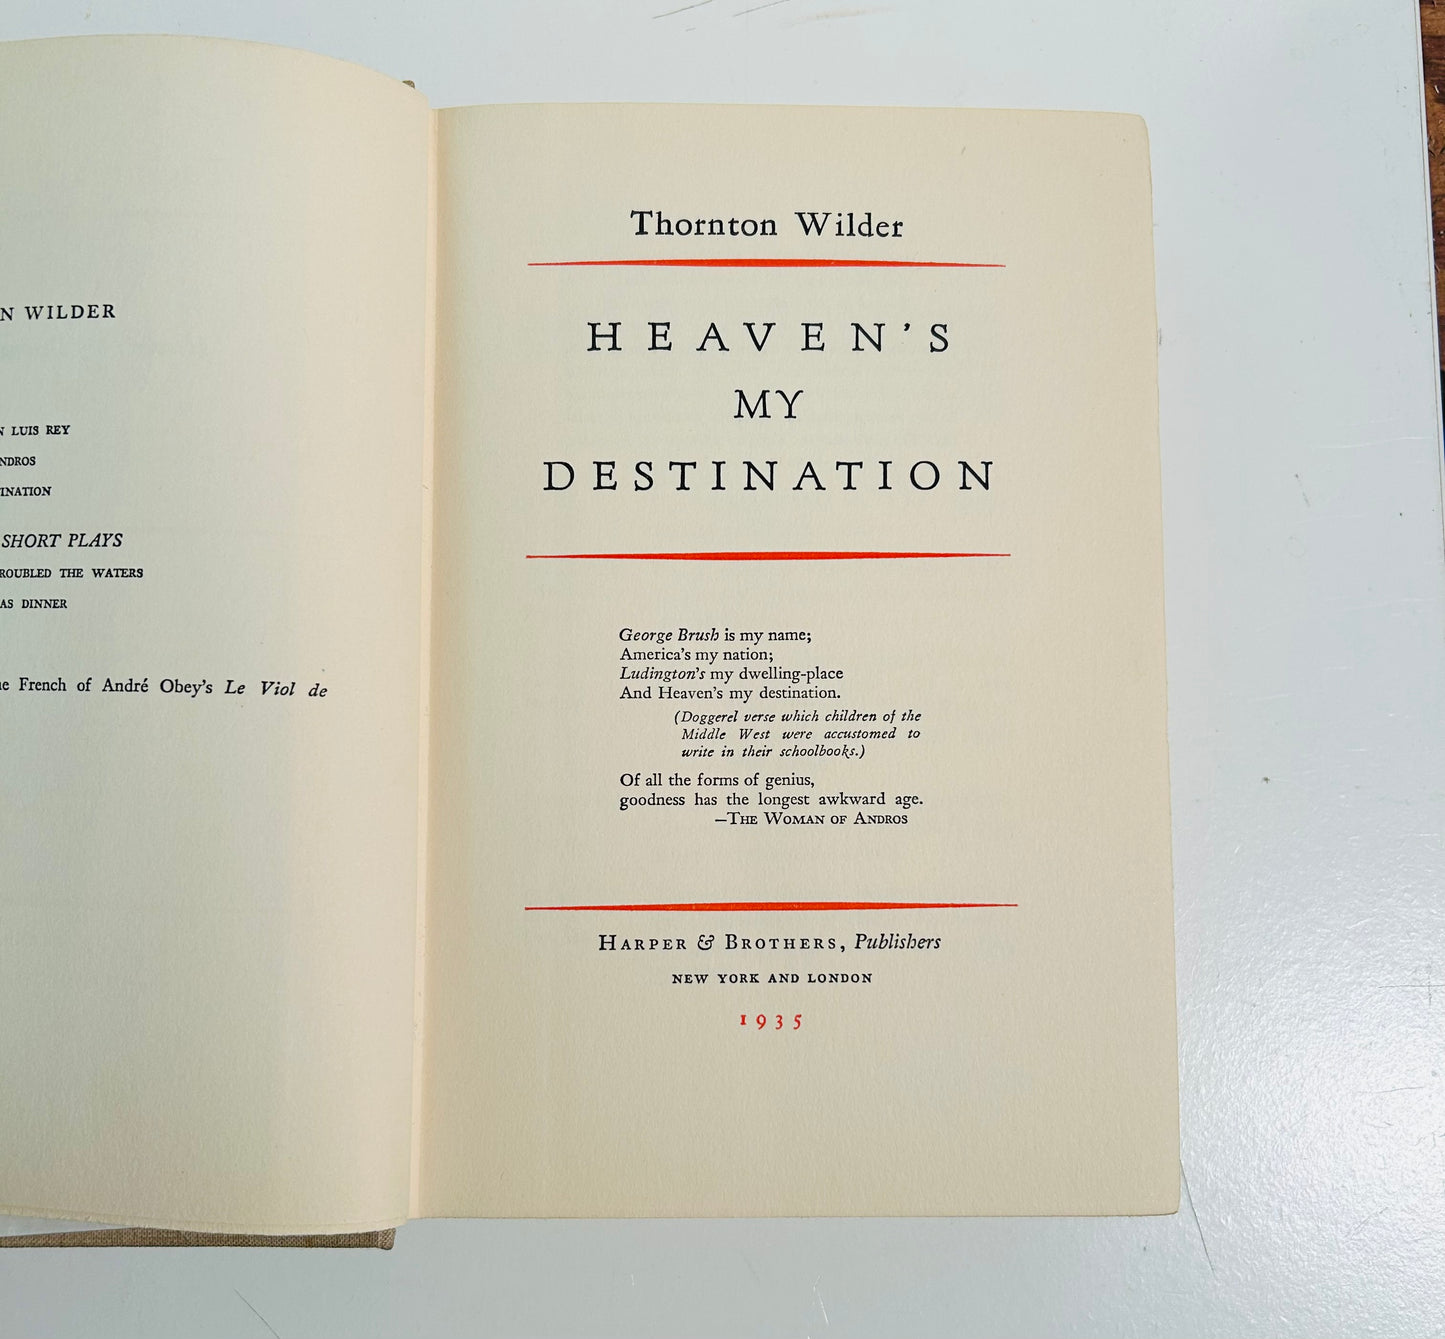 N WILDER
N LUIS REY
NDROS
TINATION
SHORT PLAYS
ROUBLED THE WATERS
AS DINNER
e French of André Obey's Le Viol de
Thornton Wilder
HEAVEN'S
MY
DESTINATION
George Brush is my name;
America's my nation;
Ludington's my dwelling-place
And Heaven's my destination.
(Doggerel verse which children of the
Middle West were accustomed to
write in their schoolbooks.)
Of all the forms of genius,
goodness has the longest awkward age.
—THE WOMAN OF ANDROS
HARPER & BROTHERS, Publishers
NEW YORK AND LONDON
1935